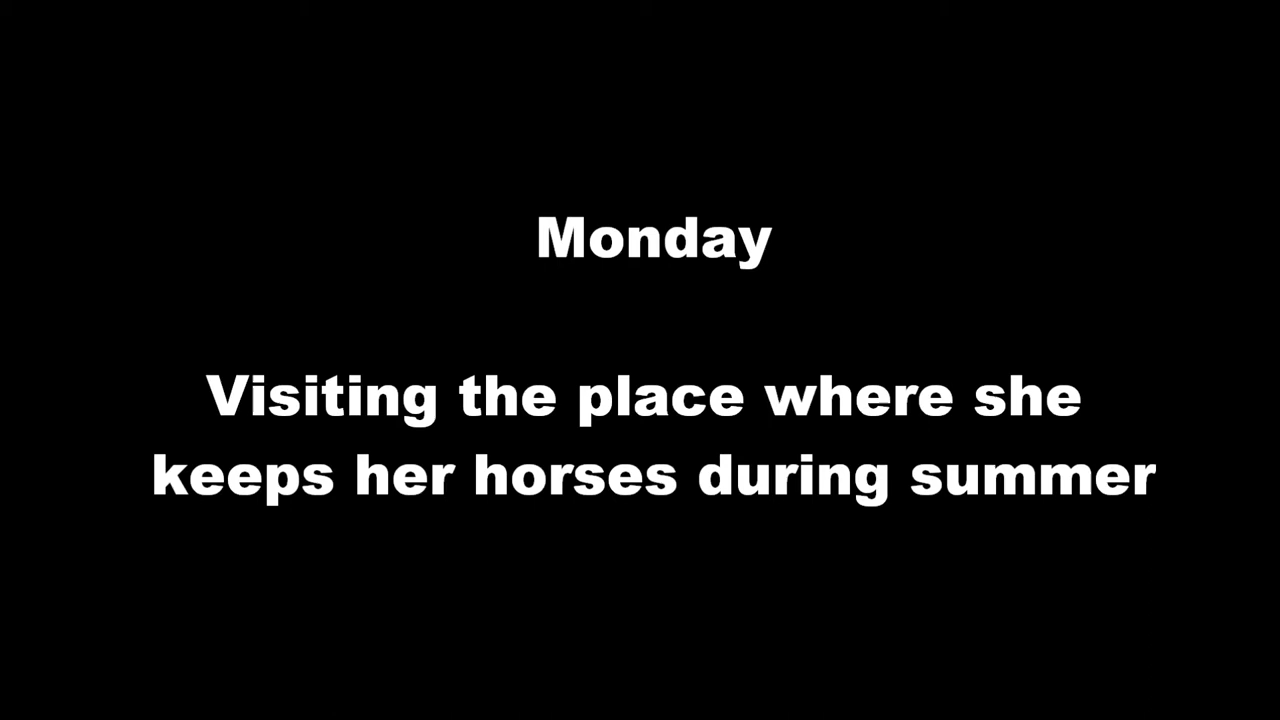 Monday
Visiting the place where she
keeps her horses during summer